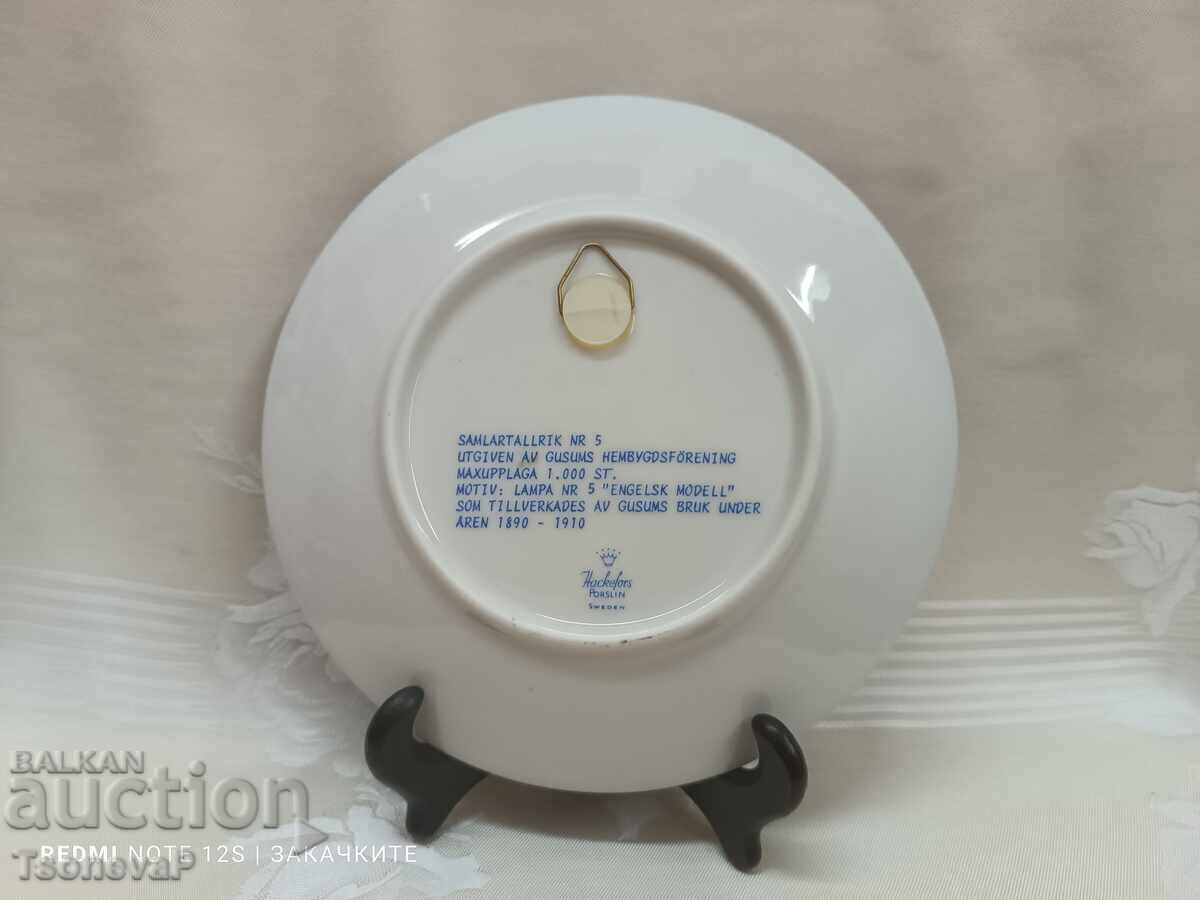 SAMLARTALLRIK NR 5
UTGIVEN AV GUSUMS HEMBYGDSFÖRENING
MAXUPPLAGA 1.000 ST.
MOTIV: LAMPA NR 5 "ENGELSK MODELL"
SOM TILLVERKADES AV GUSUMS BRUK UNDER
ÅREN 1890 - 1910
Hackefors
PORSLIN
SWEDEN
BALKAN
auction
REDMI NOTE 12S | ЗАКАЧКИТЕ
TsonevaP